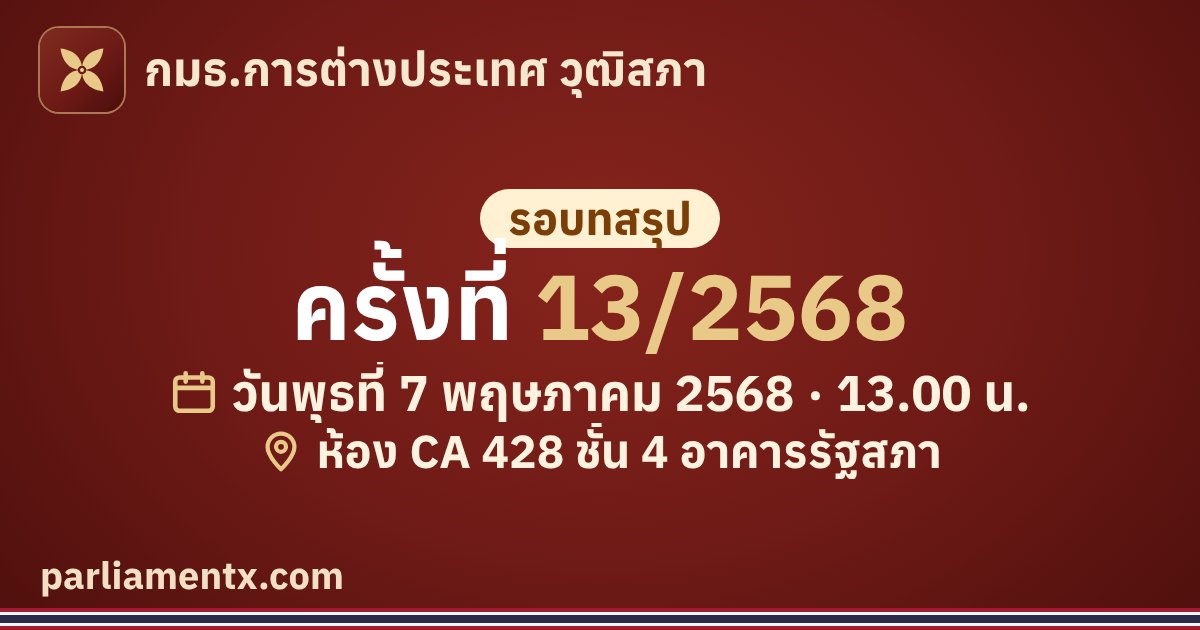 กมธ.การต่างประเทศ วุฒิสภา
รอบทสรุป
ครั้งที่ 13/2568
วันพุธที่ 7 พฤษภาคม 2568 · 13.00 น.
ห้อง CA 428 ชั้น 4 อาคารรัฐสภา
parliamentx.com